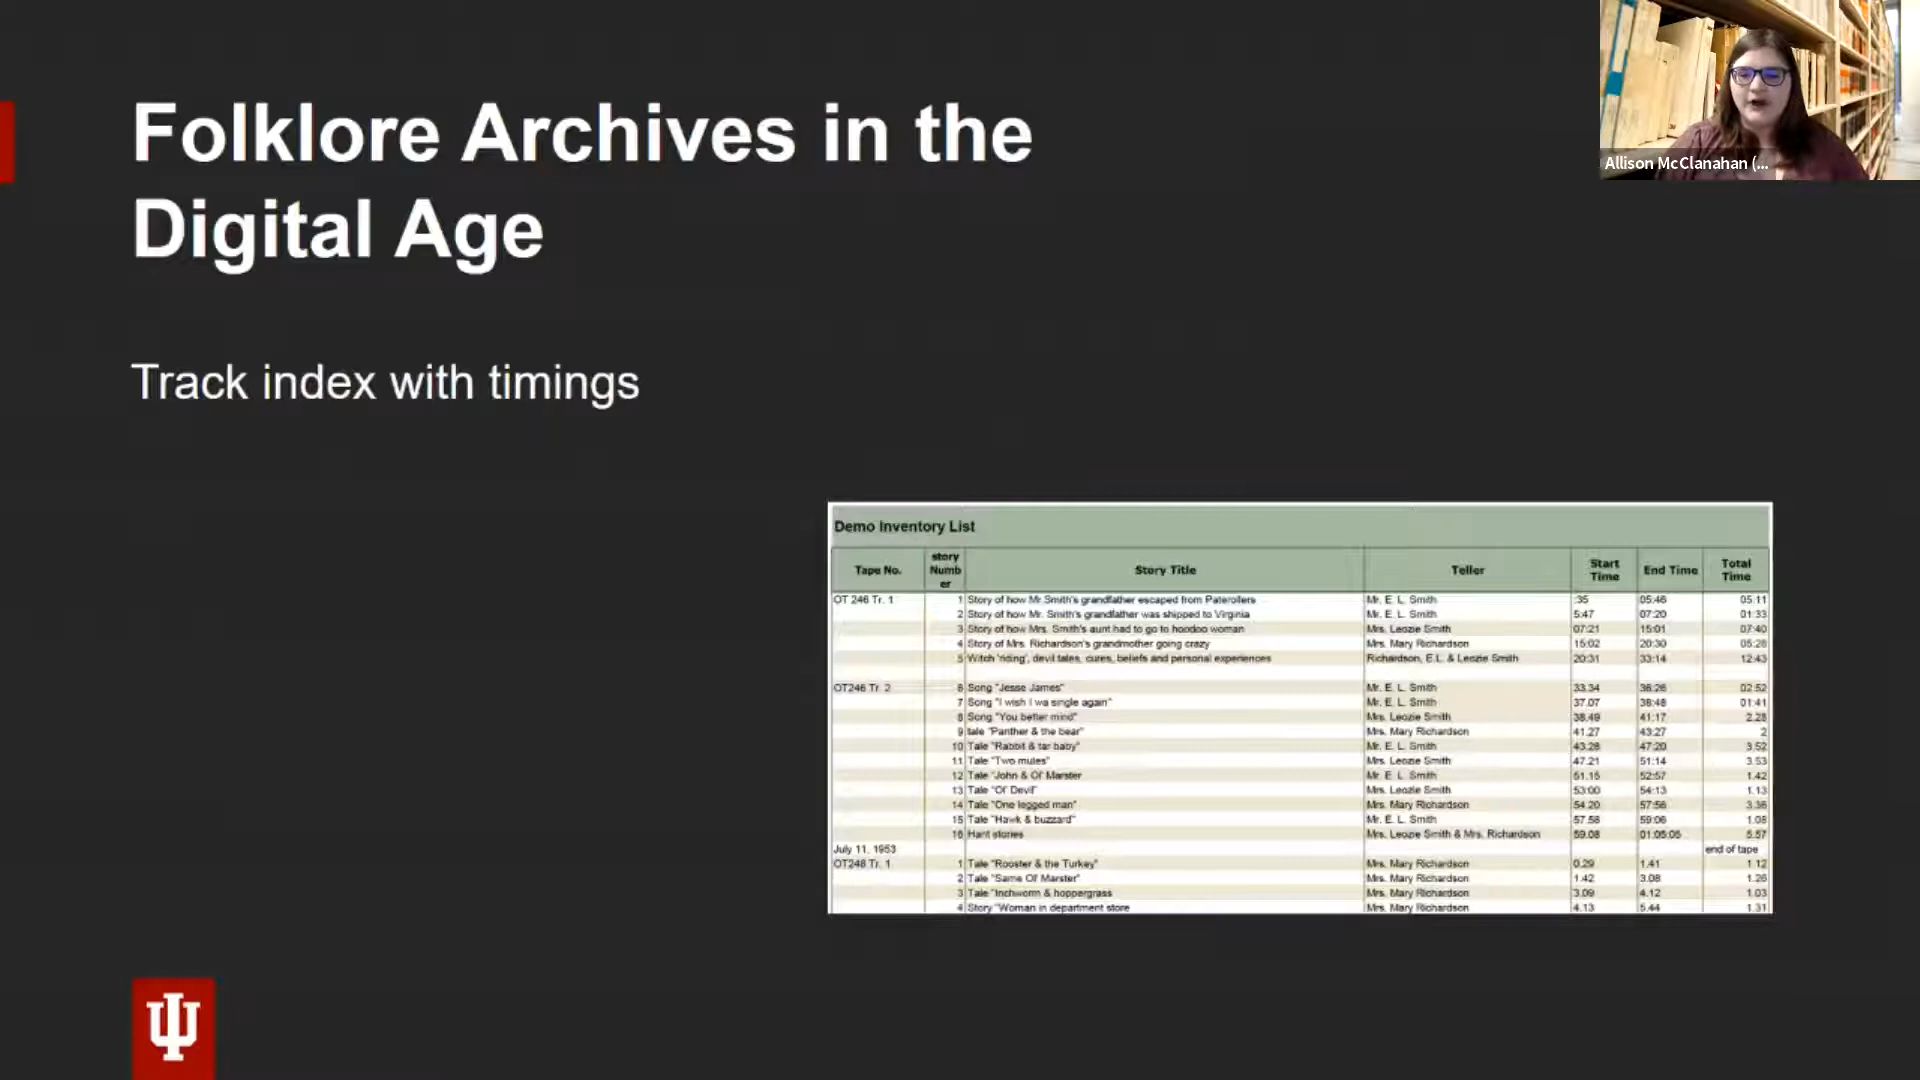 Allison McClanahan (...
Folklore Archives in the
Digital Age
Track index with timings
Demo Inventory List
Tape No. story Numb er Story Title Teller Start Time End Time Total Time
OT 246 Tr. 1 1 Story of how Mr.Smith's grandfather escaped from Paterollers Mr. E. L. Smith :35 05:46 05:11
2 Story of how Mr. Smith's grandfather was shipped to Virginia Mr. E. L. Smith 5:47 07:20 01:33
3 Story of how Mrs. Smith's aunt had to go to hoodoo woman Mrs. Leozie Smith 07:21 15:01 07:40
4 Story of Mrs. Richardson's grandmother going crazy Mrs. Mary Richardson 15:02 20:30 05:28
5 Witch 'riding', devil tales, cures, beliefs and personal experiences Richardson, E.L. & Leozie Smith 20:31 33:14 12:43
OT246 Tr. 2 6 Song "Jesse James" Mr. E. L. Smith 33.34 36:26 02:52
7 Song "I wish I wa single again" Mr. E. L. Smith 37.07 38:48 01:41
8 Song "You better mind" Mrs. Leozie Smith 38.49 41:17 2.28
9 tale "Panther & the bear" Mrs. Mary Richardson 41.27 43:27 2
10 Tale "Rabbit & tar baby" Mr. E. L. Smith 43.28 47:20 3.52
11 Tale "Two mules" Mrs. Leozie Smith 47.21 51:14 3.53
12 Tale "John & Ol' Marster Mr. E. L. Smith 51.15 52:57 1.42
13 Tale "Ol' Devil" Mrs. Leozie Smith 53:00 54:13 1.13
14 Tale "One legged man" Mrs. Mary Richardson 54.20 57:56 3.36
15 Tale "Hawk & buzzard" Mr. E. L. Smith 57.58 59:06 1.08
16 Hant stories Mrs. Leozie Smith & Mrs. Richardson 59.08 01:05:05 5.57
July 11, 1953 end of tape
OT248 Tr. 1 1 Tale "Rooster & the Turkey" Mrs. Mary Richardson 0.29 1.41 1.12
2 Tale "Same Ol' Marster" Mrs. Mary Richardson 1.42 3.08 1.26
3 Tale "Inchworm & hoppergrass Mrs. Mary Richardson 3.09 4.12 1.03
4 Story "Woman in department store Mrs. Mary Richardson 4.13 5.44 1.31